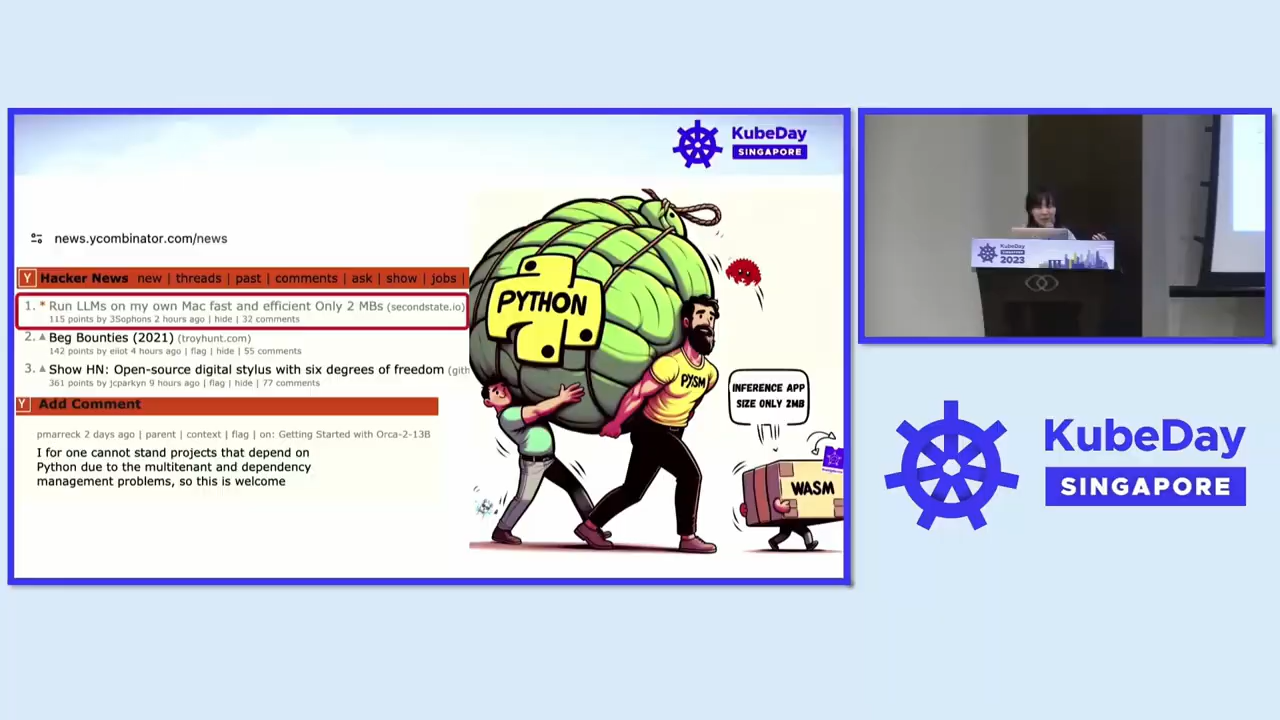 KubeDay
SINGAPORE
news.ycombinator.com/news
Y Hacker News new | threads | past | comments | ask | show | jobs |
1. * Run LLMs on my own Mac fast and efficient Only 2 MBs (secondstate.io)
115 points by 3Sophons 2 hours ago | hide | 32 comments
2. Beg Bounties (2021) (troyhunt.com)
142 points by eliot 4 hours ago | flag | hide | 55 comments
3. Show HN: Open-source digital stylus with six degrees of freedom (gith
361 points by jcparkyn 9 hours ago | flag | hide | 77 comments
Y Add Comment
pmarreck 2 days ago | parent | context | flag | on: Getting Started with Orca-2-13B
I for one cannot stand projects that depend on
Python due to the multitenant and dependency
management problems, so this is welcome
PYTHON
PYSM
INFERENCE APP
SIZE ONLY 2MB
WASM
KubeDay
SINGAPORE
2023
KubeDay
SINGAPORE